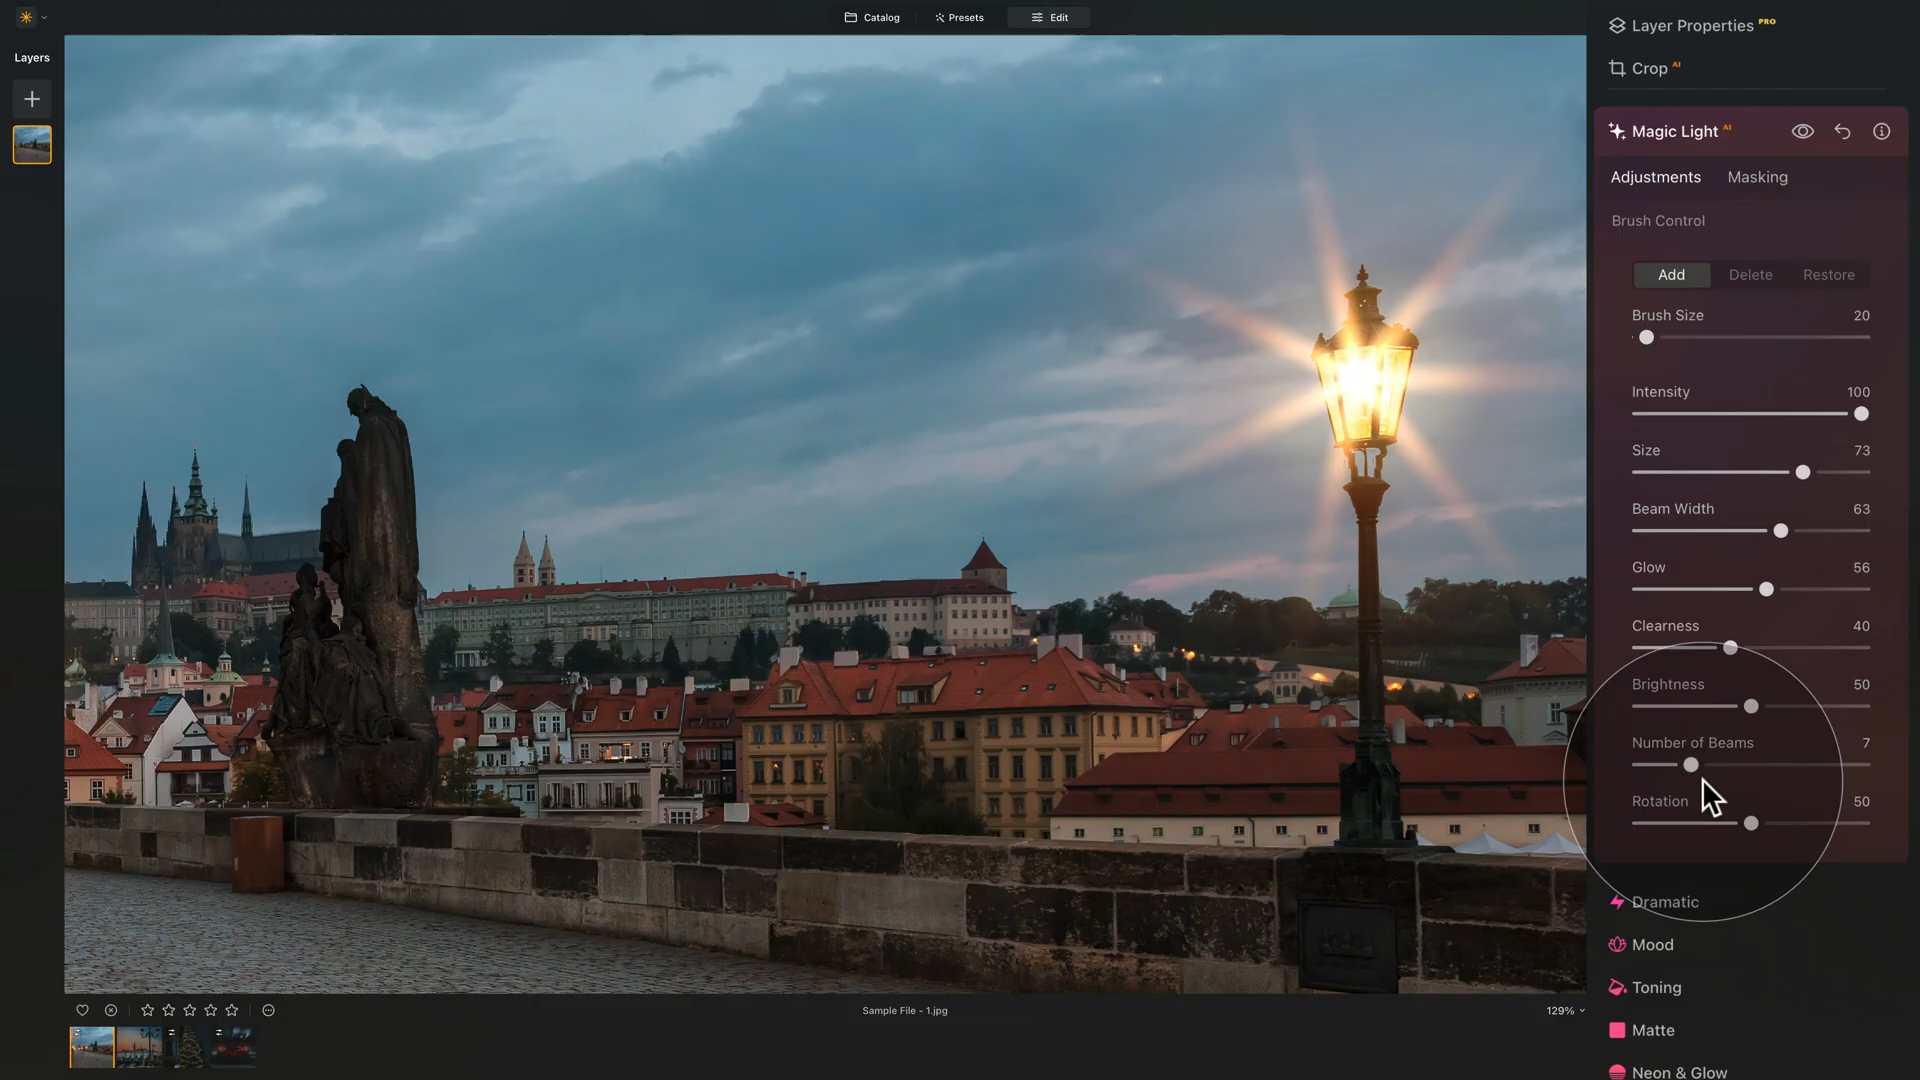 Catalog
Presets
Edit
Layers
Layer Properties PRO
Crop AI
Magic Light AI
Adjustments
Masking
Brush Control
Add
Delete
Restore
Brush Size 20
Intensity 100
Size 73
Beam Width 63
Glow 56
Clearness 40
Brightness 50
Number of Beams 7
Rotation 50
Dramatic
Mood
Toning
Matte
Neon & Glow
Sample File - 1.jpg
129%